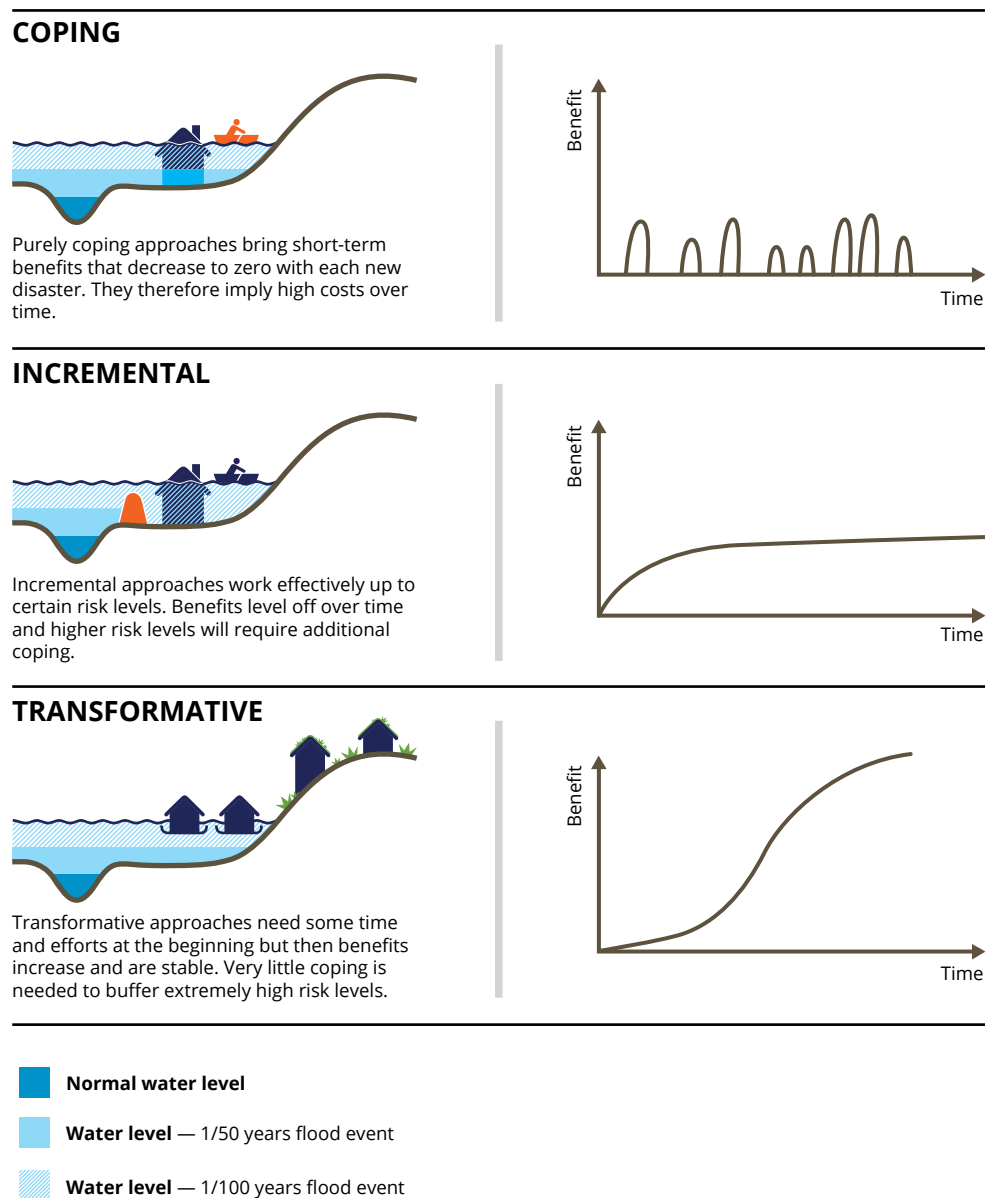 COPING
Benefit
Time
Purely coping approaches bring short-term
benefits that decrease to zero with each new
disaster. They therefore imply high costs over
time.
INCREMENTAL
Benefit
Time
Incremental approaches work effectively up to
certain risk levels. Benefits level off over time
and higher risk levels will require additional
coping.
TRANSFORMATIVE
Benefit
Time
Transformative approaches need some time
and efforts at the beginning but then benefits
increase and are stable. Very little coping is
needed to buffer extremely high risk levels.
Normal water level
Water level — 1/50 years flood event
Water level — 1/100 years flood event